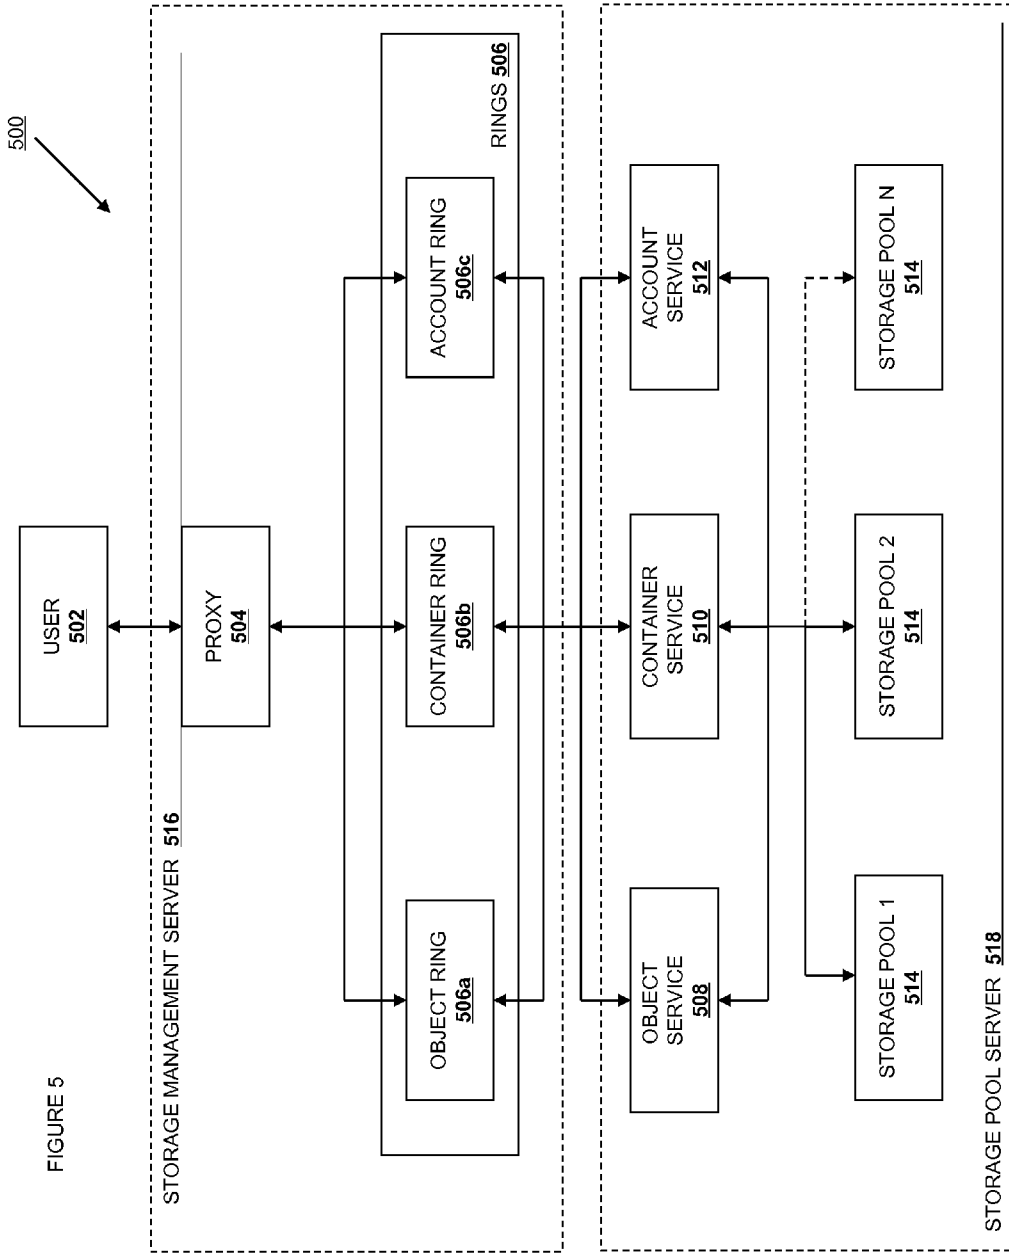 FIGURE 5
500
USER
502
STORAGE MANAGEMENT SERVER 516
PROXY
504
RINGS 506
OBJECT RING
506a
CONTAINER RING
506b
ACCOUNT RING
506c
OBJECT
SERVICE
508
CONTAINER
SERVICE
510
ACCOUNT
SERVICE
512
STORAGE POOL 1
514
STORAGE POOL 2
514
STORAGE POOL N
514
STORAGE POOL SERVER 518